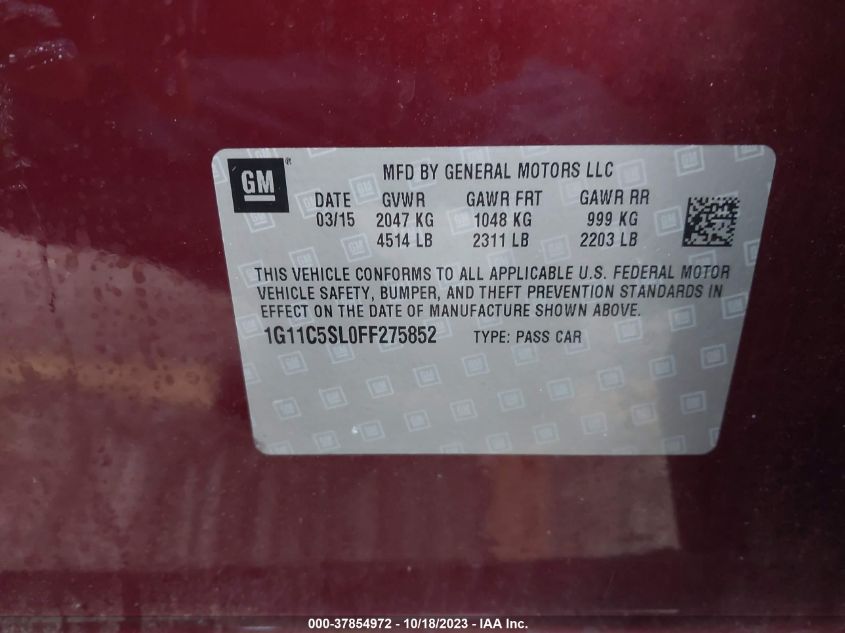 GM®
MFD BY GENERAL MOTORS LLC
DATE GVWR GAWR FRT GAWR RR
03/15 2047 KG 1048 KG 999 KG
4514 LB 2311 LB 2203 LB
THIS VEHICLE CONFORMS TO ALL APPLICABLE U.S. FEDERAL MOTOR
VEHICLE SAFETY, BUMPER, AND THEFT PREVENTION STANDARDS IN
EFFECT ON THE DATE OF MANUFACTURE SHOWN ABOVE.
1G11C5SL0FF275852 TYPE: PASS CAR
000-37854972 - 10/18/2023 - IAA Inc.